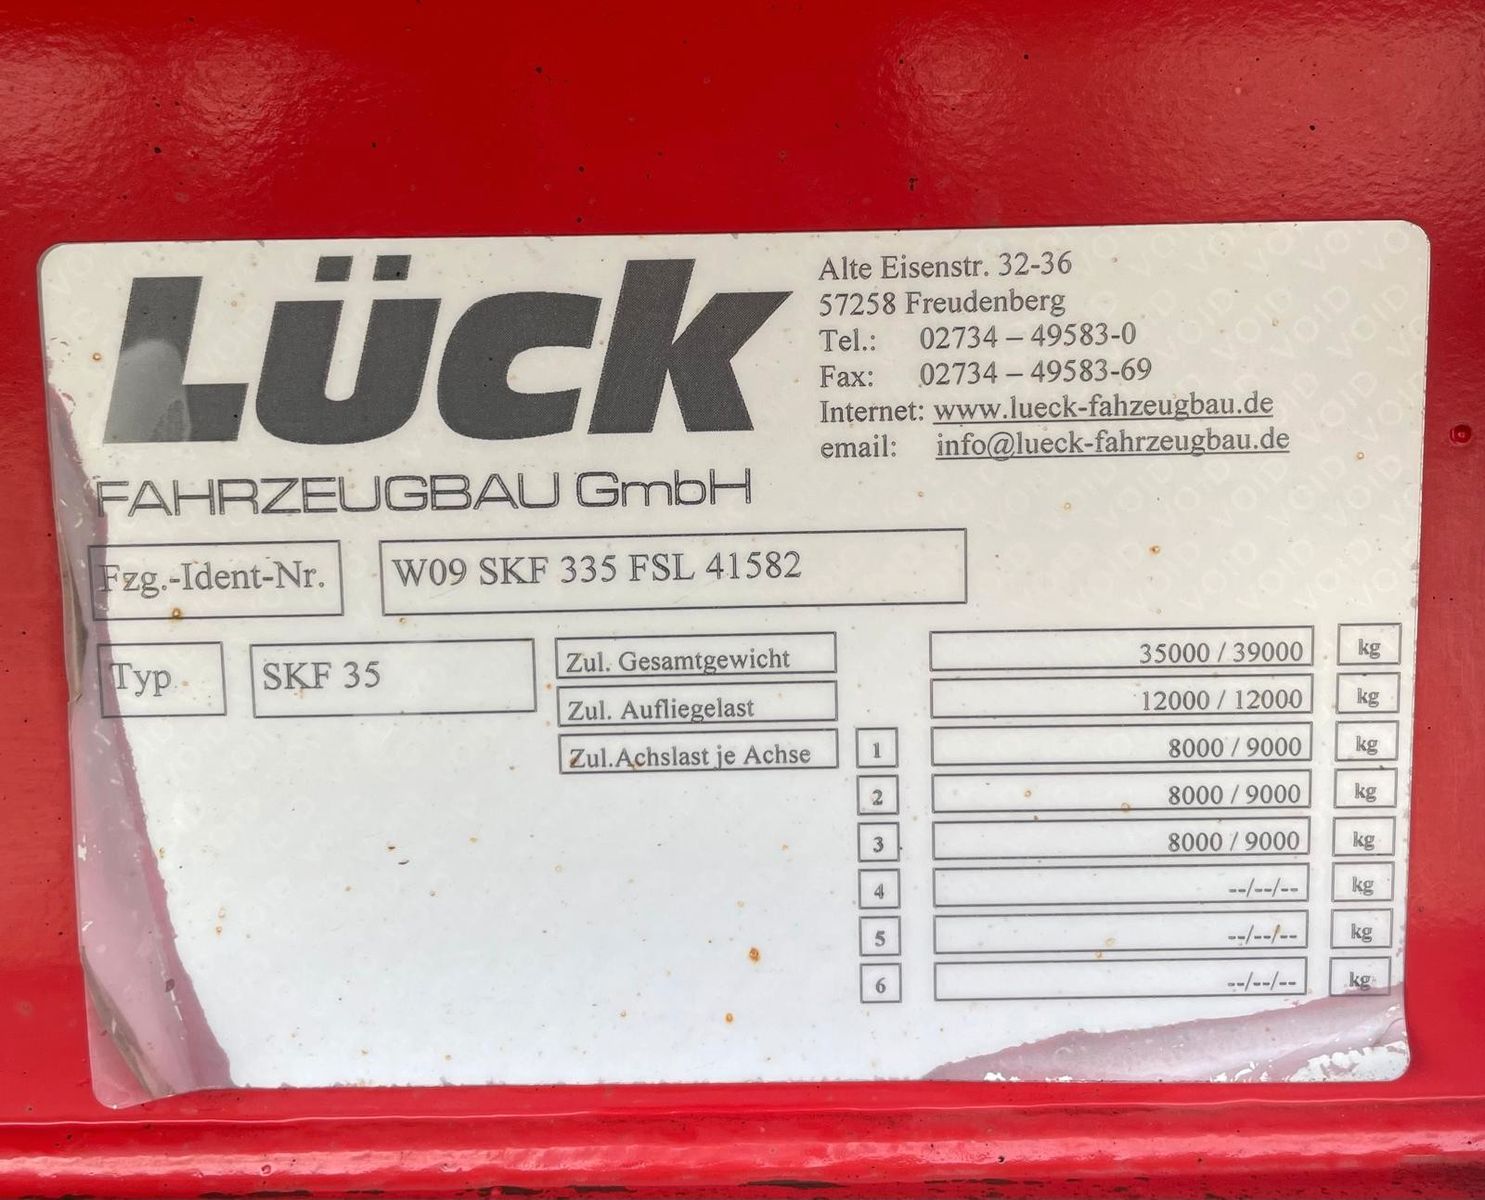 LÜCK
FAHRZEUGBAU GmbH
Alte Eisenstr. 32-36
57258 Freudenberg
Tel.: 02734 – 49583-0
Fax: 02734 – 49583-69
Internet: www.lueck-fahzeugbau.de
email: info@lueck-fahrzeugbau.de
Fzg.-Ident-Nr. W09 SKF 335 FSL 41582
Typ SKF 35
Zul. Gesamtgewicht 35000 / 39000 kg
Zul. Aufliegelast 12000 / 12000 kg
Zul.Achslast je Achse 1 8000 / 9000 kg
2 8000 / 9000 kg
3 8000 / 9000 kg
4 --/--/-- kg
5 --/--/-- kg
6 --/--/-- kg